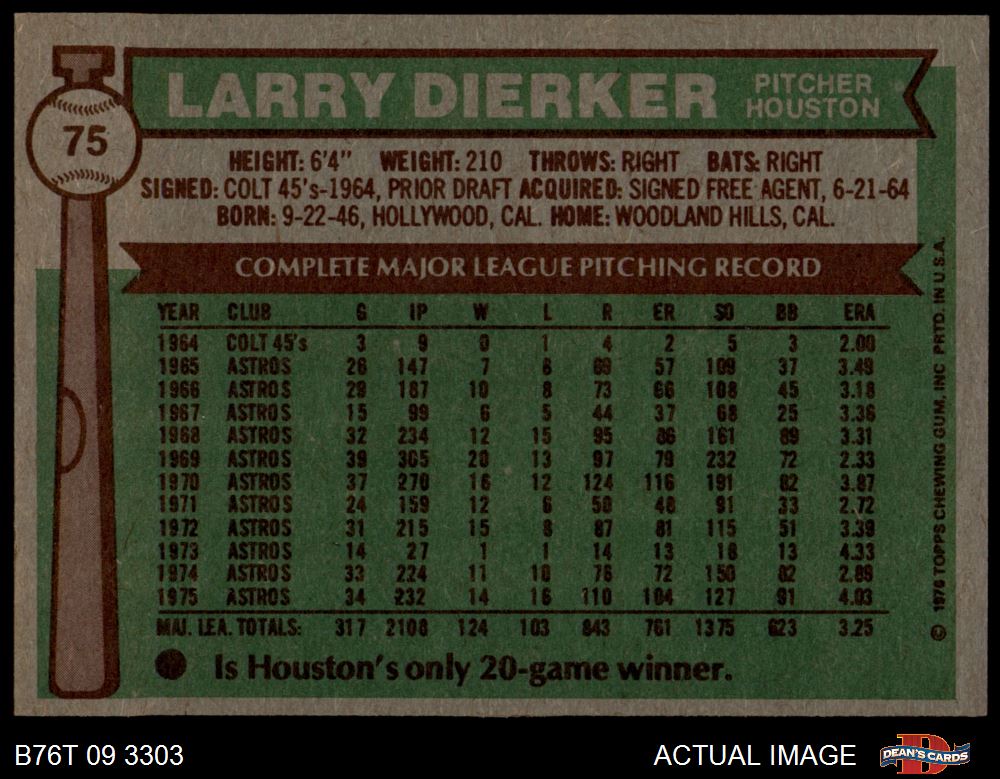 75
LARRY DIERKER
PITCHER
HOUSTON
HEIGHT: 6'4" WEIGHT: 210 THROWS: RIGHT BATS: RIGHT
SIGNED: COLT 45's-1964, PRIOR DRAFT ACQUIRED: SIGNED FREE AGENT, 6-21-64
BORN: 9-22-46, HOLLYWOOD, CAL. HOME: WOODLAND HILLS, CAL.
COMPLETE MAJOR LEAGUE PITCHING RECORD
YEAR CLUB G IP W L R ER SO BB ERA
1964 COLT 45's 3 9 0 1 4 2 5 3 2.00
1965 ASTROS 26 147 7 8 69 57 109 37 3.49
1966 ASTROS 29 187 10 8 73 66 108 45 3.18
1967 ASTROS 15 99 6 5 44 37 68 25 3.36
1968 ASTROS 32 234 12 15 95 86 161 89 3.31
1969 ASTROS 39 305 20 13 97 79 232 72 2.33
1970 ASTROS 37 270 16 12 124 116 191 82 3.87
1971 ASTROS 24 159 12 6 50 48 91 33 2.72
1972 ASTROS 31 215 15 8 87 81 115 51 3.39
1973 ASTROS 14 27 1 1 14 13 18 13 4.33
1974 ASTROS 33 224 11 10 76 72 150 82 2.89
1975 ASTROS 34 232 14 16 110 104 127 91 4.03
MAJ. LEA. TOTALS: 317 2108 124 103 843 761 1375 623 3.25
Is Houston's only 20-game winner.
© 1976 TOPPS CHEWING GUM, INC PRTD. IN U.S.A.
B76T 09 3303
ACTUAL IMAGE
DEAN'S CARDS